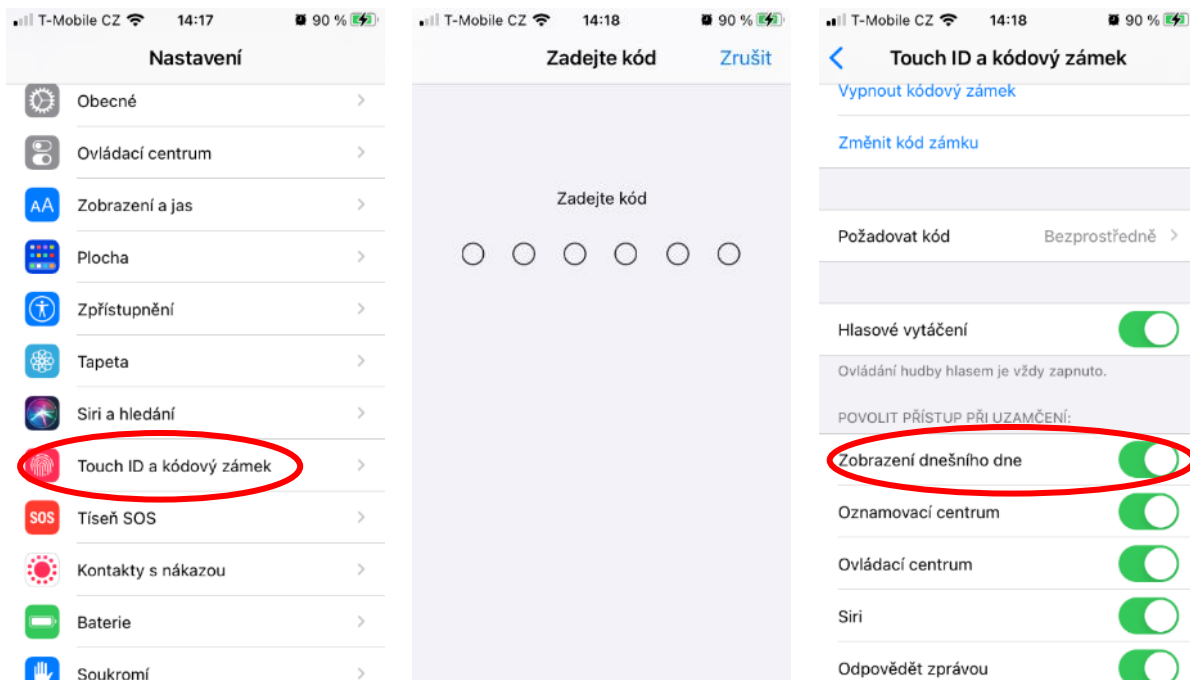 T-Mobile CZ 14:17 90 %
Nastavení
Obecné
Ovládací centrum
AA Zobrazení a jas
Plocha
Zpřístupnění
Tapeta
Siri a hledání
Touch ID a kódový zámek
SOS Tíseň SOS
Kontakty s nákazou
Baterie
Soukromí
T-Mobile CZ 14:18 90 %
Zadejte kód Zrušit
Zadejte kód
T-Mobile CZ 14:18 90 %
Touch ID a kódový zámek
Vypnout kódový zámek
Změnit kód zámku
Požadovat kód Bezprostředně
Hlasové vytáčení
Ovládání hudby hlasem je vždy zapnuto.
POVOLIT PŘÍSTUP PŘI UZAMČENÍ:
Zobrazení dnešního dne
Oznamovací centrum
Ovládací centrum
Siri
Odpovědět zprávou